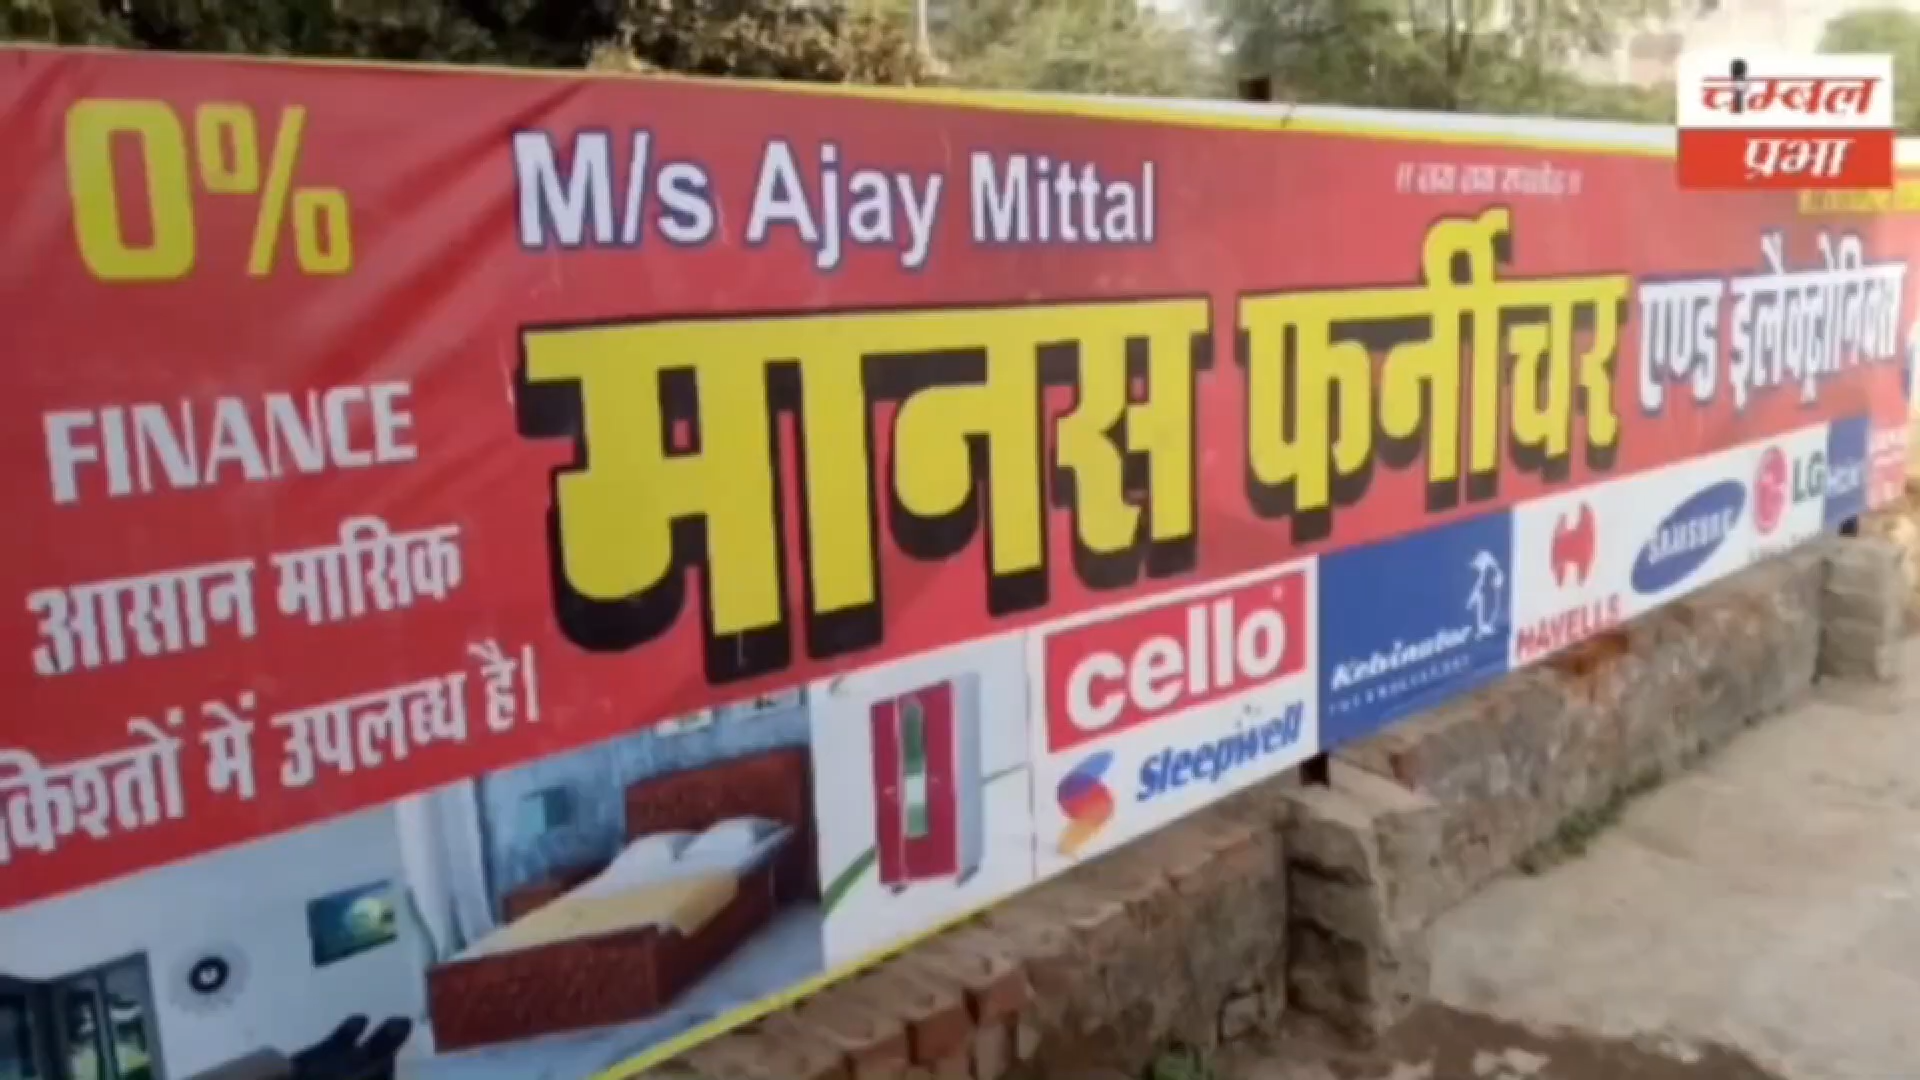 0%
FINANCE
आसान मासिक
किश्तों में उपलब्ध है।
M/s Ajay Mittal
मानस फर्नीचर एण्ड इलेक्ट्रोनिक्स
cello
Sleepwell
Kelvinator
HAVELLS
SAMSUNG
LG
चम्बल
प्रभा